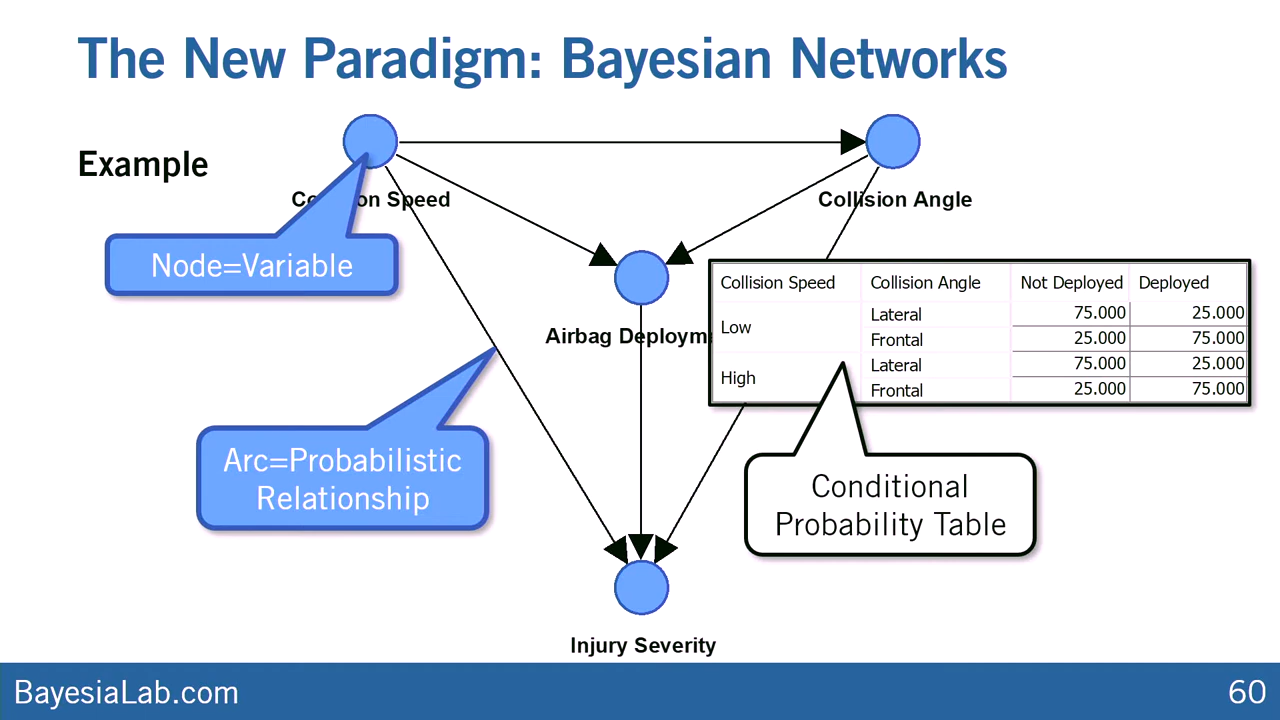 The New Paradigm: Bayesian Networks
Example
Speed
Collision Angle
Node=Variable
Airbag
Collision Speed Collision Angle Not Deployed Deployed
Low Lateral 75.000 25.000
Frontal 25.000 75.000
High Lateral 75.000 25.000
Frontal 25.000 75.000
Arc=Probabilistic
Relationship
Conditional
Probability Table
Injury Severity
BayesiaLab.com
60